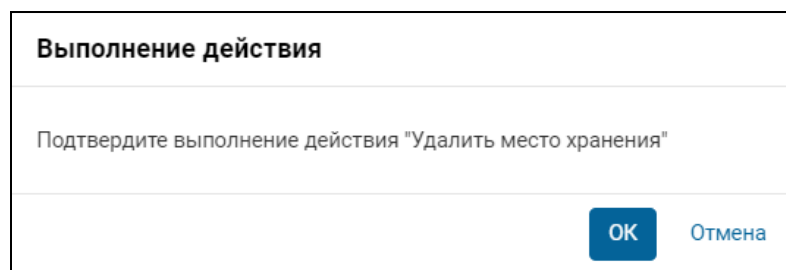 Выполнение действия
Подтвердите выполнение действия "Удалить место хранения"
ОК Отмена